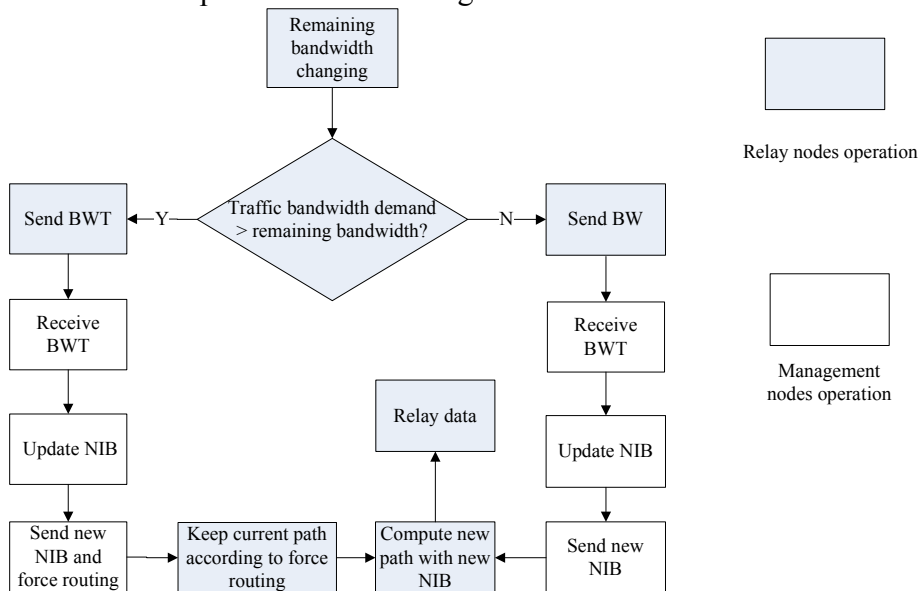 Remaining
bandwidth
changing
Relay nodes operation
Traffic bandwidth demand
> remaining bandwidth?
Send BWT
Y
N
Send BW
Receive
BWT
Receive
BWT
Management
nodes operation
Relay data
Update NIB
Update NIB
Send new
NIB and
force routing
Keep current path
according to force
routing
Compute new
path with new
NIB
Send new
NIB